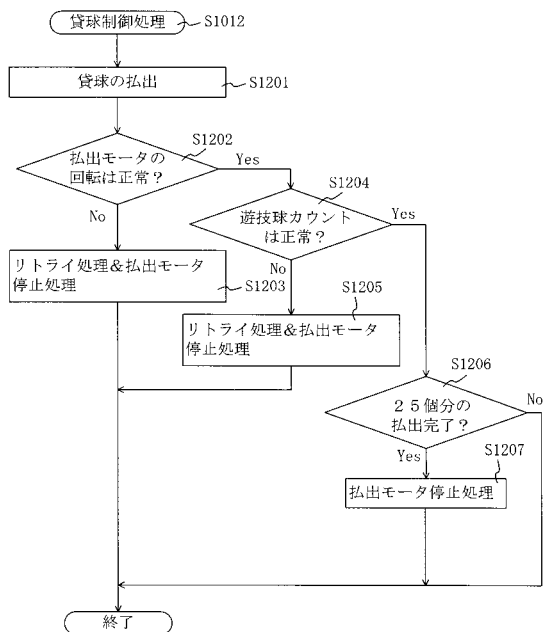 貸球制御処理
S1012
貸球の払出
S1201
S1202
払出モータの
回転は正常？
Yes
No
S1204
遊技球カウント
は正常？
Yes
No
リトライ処理＆払出モータ
停止処理
S1203
S1205
リトライ処理＆払出モータ
停止処理
S1206
２５個分の
払出完了？
No
Yes
S1207
払出モータ停止処理
終了